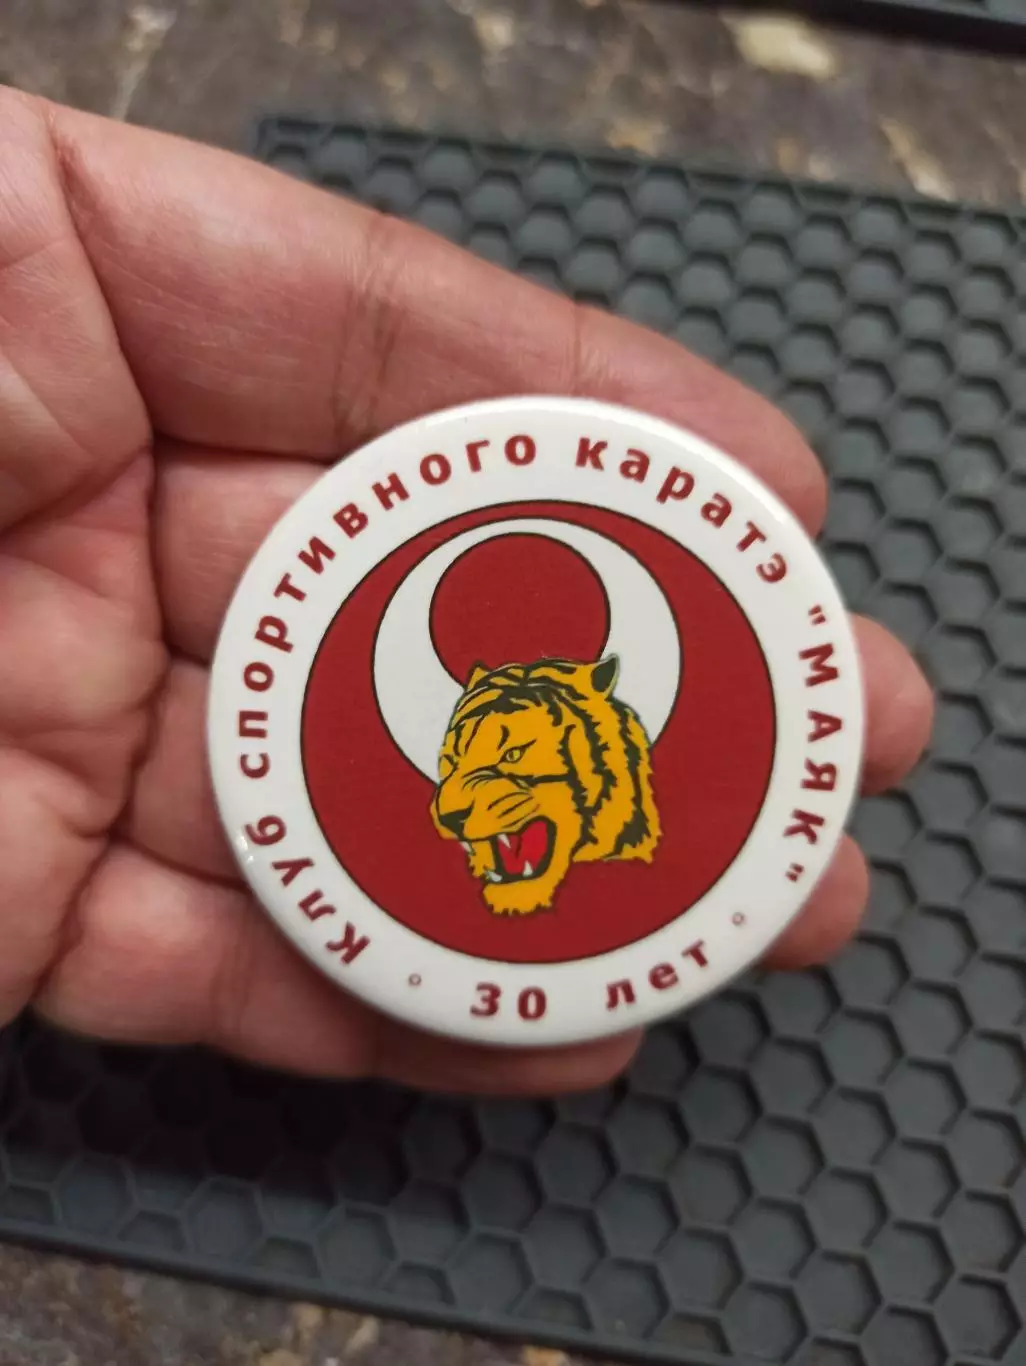 Клуб спортивного каратэ "МАЯК"
30 лет